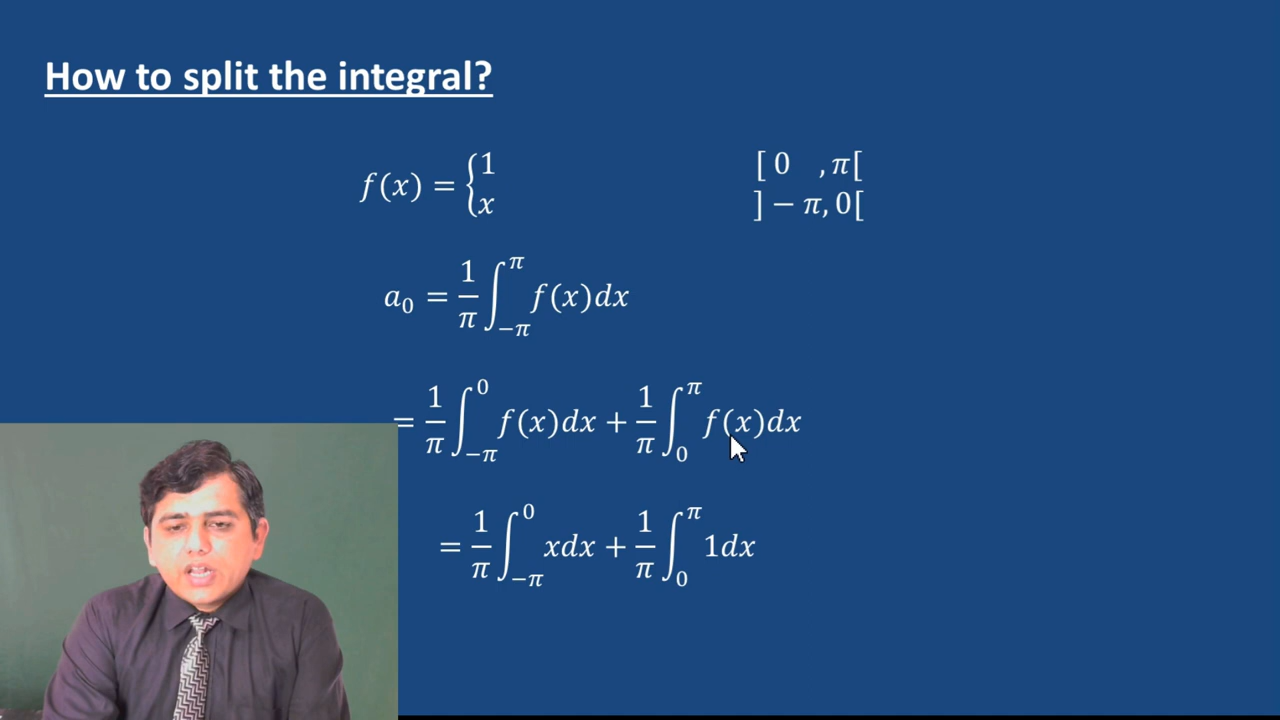 How to split the integral?
f(x) = {1 [ 0 , π[
x ] − π, 0[
a₀ = 1/π ∫_{−π}^{π} f(x)dx
= 1/π ∫_{−π}^{0} f(x)dx + 1/π ∫_{0}^{π} f(x)dx
= 1/π ∫_{−π}^{0} xdx + 1/π ∫_{0}^{π} 1dx